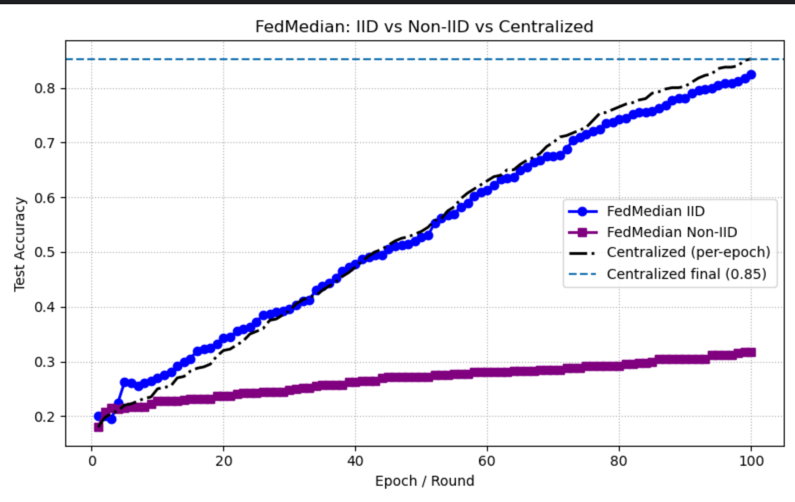 FedMedian: IID vs Non-IID vs Centralized
0.8
0.7
0.6
0.5
0.4
0.3
0.2
Test Accuracy
FedMedian IID
FedMedian Non-IID
Centralized (per-epoch)
Centralized final (0.85)
0 20 40 60 80 100
Epoch / Round